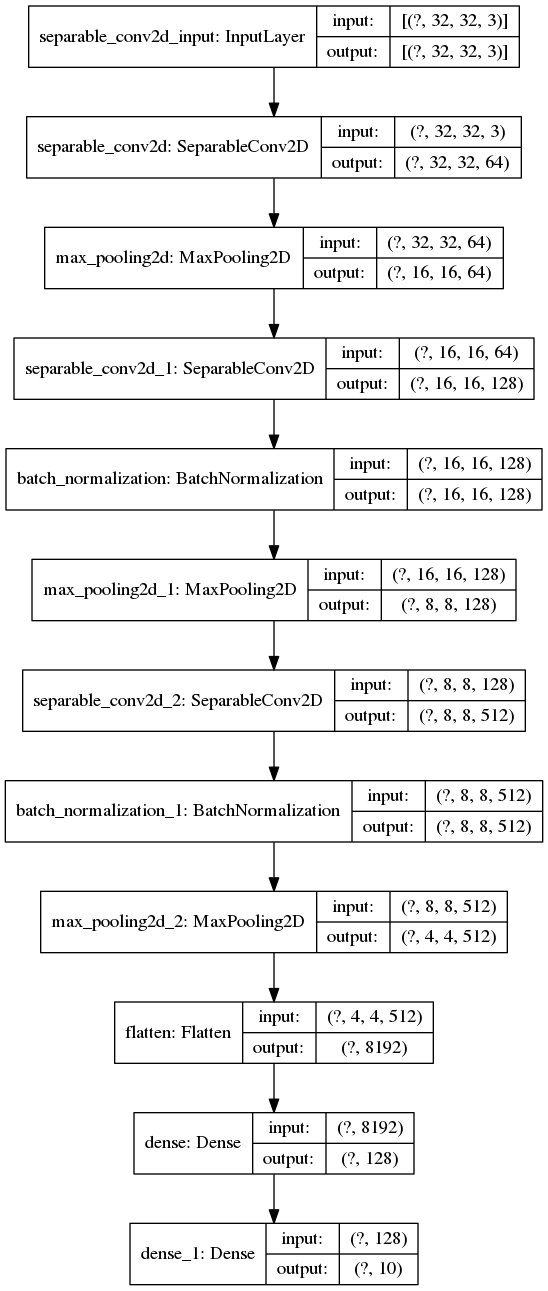 separable_conv2d_input: InputLayer input: [(?, 32, 32, 3)]
output: [(?, 32, 32, 3)]
separable_conv2d: SeparableConv2D input: (?, 32, 32, 3)
output: (?, 32, 32, 64)
max_pooling2d: MaxPooling2D input: (?, 32, 32, 64)
output: (?, 16, 16, 64)
separable_conv2d_1: SeparableConv2D input: (?, 16, 16, 64)
output: (?, 16, 16, 128)
batch_normalization: BatchNormalization input: (?, 16, 16, 128)
output: (?, 16, 16, 128)
max_pooling2d_1: MaxPooling2D input: (?, 16, 16, 128)
output: (?, 8, 8, 128)
separable_conv2d_2: SeparableConv2D input: (?, 8, 8, 128)
output: (?, 8, 8, 512)
batch_normalization_1: BatchNormalization input: (?, 8, 8, 512)
output: (?, 8, 8, 512)
max_pooling2d_2: MaxPooling2D input: (?, 8, 8, 512)
output: (?, 4, 4, 512)
flatten: Flatten input: (?, 4, 4, 512)
output: (?, 8192)
dense: Dense input: (?, 8192)
output: (?, 128)
dense_1: Dense input: (?, 128)
output: (?, 10)